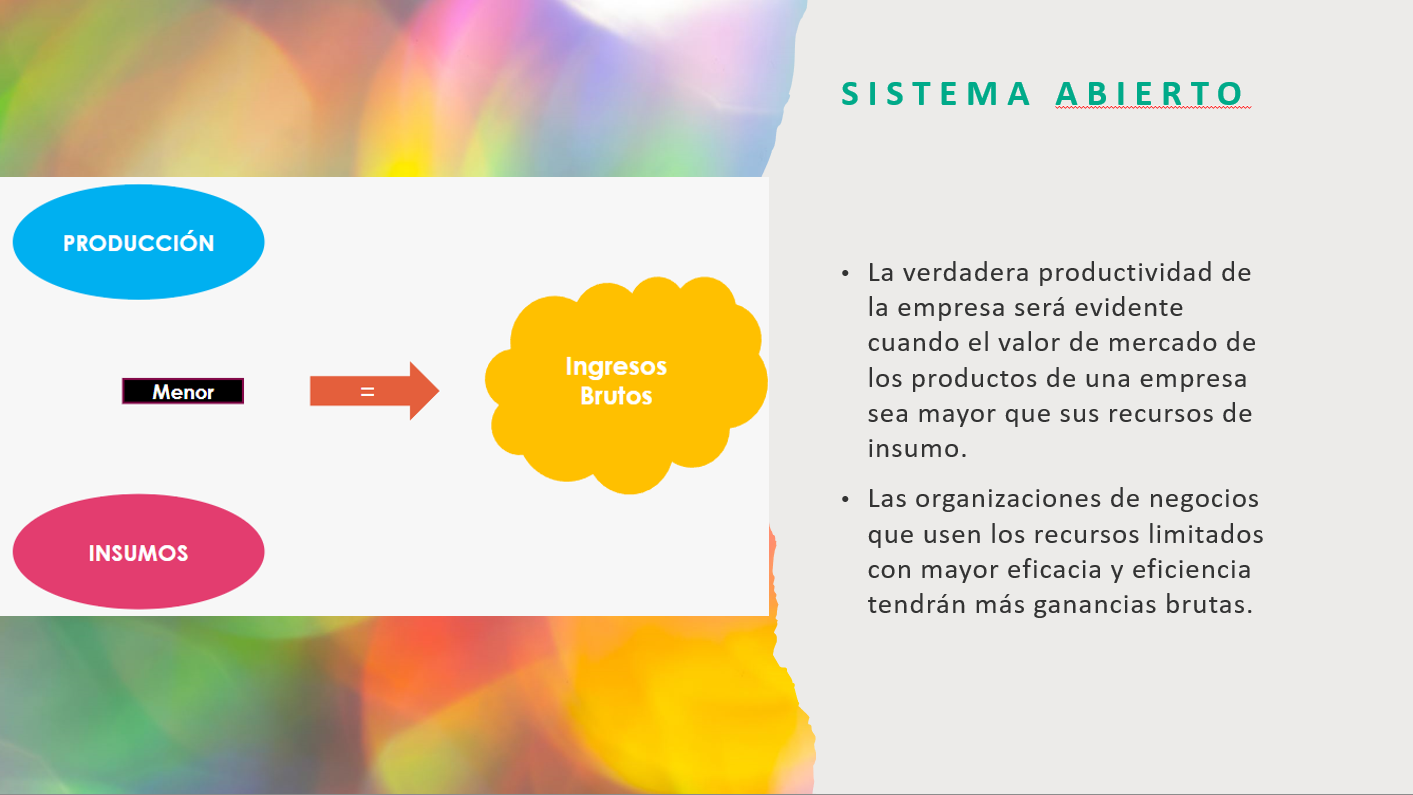 SISTEMA ABIERTO
PRODUCCIÓN
Menor
=
Ingresos
Brutos
INSUMOS
• La verdadera productividad de
la empresa será evidente
cuando el valor de mercado de
los productos de una empresa
sea mayor que sus recursos de
insumo.
• Las organizaciones de negocios
que usen los recursos limitados
con mayor eficacia y eficiencia
tendrán más ganancias brutas.